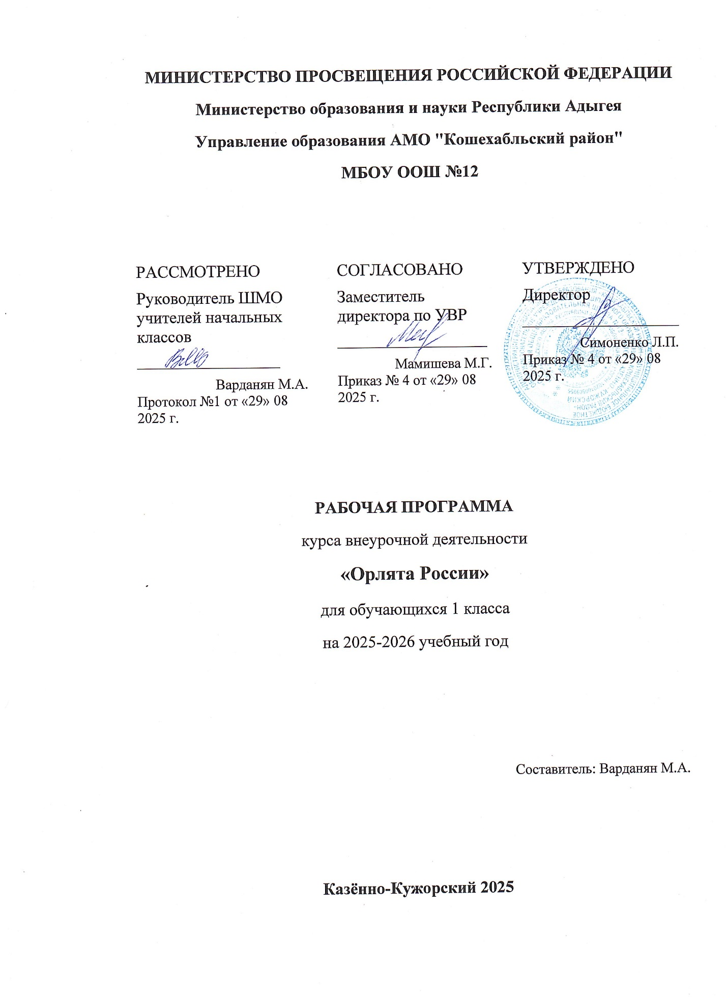 МИНИСТЕРСТВО ПРОСВЕЩЕНИЯ РОССИЙСКОЙ ФЕДЕРАЦИИ
Министерство образования и науки Республики Адыгея
Управление образования АМО "Кошехабльский район"
МБОУ ООШ №12
РАССМОТРЕНО
Руководитель ШМО
учителей начальных
классов
Варданян М.А.
Протокол №1 от «29» 08
2025 г.
СОГЛАСОВАНО
Заместитель
директора по УВР
Мамишева М.Г.
Приказ № 4 от «29» 08
2025 г.
УТВЕРЖДЕНО
Директор
Симоненко Л.П.
Приказ № 4 от «29» 08
2025 г.
РАБОЧАЯ ПРОГРАММА
курса внеурочной деятельности
«Орлята России»
для обучающихся 1 класса
на 2025-2026 учебный год
Составитель: Варданян М.А.
Казённо-Кужорский 2025